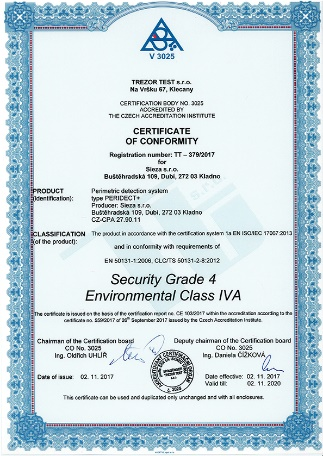 V 3025
TREZOR TEST s.r.o.
Na Vršku 67, Klecany
CERTIFICATION BODY NO. 3025
ACCREDITED BY
THE CZECH ACCREDITATION INSTITUTE
CERTIFICATE
OF CONFORMITY
Registration number: TT – 379/2017
for
Sieza s.r.o.
Buštěhradská 109, Dubí, 272 03 Kladno
PRODUCT Perimetric detection system
(identification): type PERIDECT+
Producer: Sieza s.r.o.
Buštěhradská 109, Dubí, 272 03 Kladno
CZ-CPA 27.90.11
CLASSIFICATION The product in accordance with the certification system 1a EN ISO/IEC 17067:2013
(of the product):
and in conformity with requirements of
EN 50131-1:2006, CLC/TS 50131-2-8:2012
Security Grade 4
Environmental Class IVA
The certificate is issued on the basis of the certification report no. CE 103/2017 within the accreditation according to the
certificate no. 559/2017 of 28th September 2017 issued by the Czech Accreditation Institute.
Chairman of the Certification board Deputy chairman of the Certification board
CO No. 3025 CO No. 3025
Ing. Oldřich UHLÍŘ Ing. Daniela ČÍŽKOVÁ
Date of issue: 02. 11. 2017 Date effective: 02. 11. 2017
Valid till: 02. 11. 2020
This certificate can be used and duplicated only unchanged and with all enclosures.